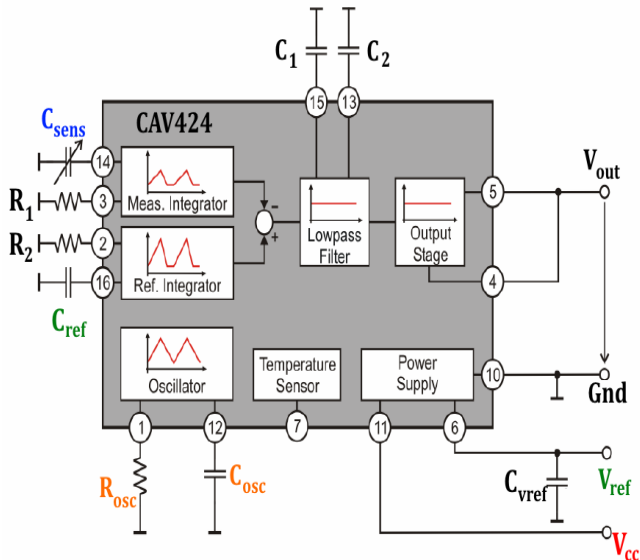 C1 C2
15 13
CAV424
Csens
14
Meas. Integrator
R1 3
R2 2
Ref. Integrator
16
Cref
−
+
Lowpass
Filter
Output
Stage
5
4
Vout
Oscillator
Temperature
Sensor
Power
Supply
10
Gnd
1 12 7 11 6
Rosc
Cosc
Cvref
Vref
Vcc